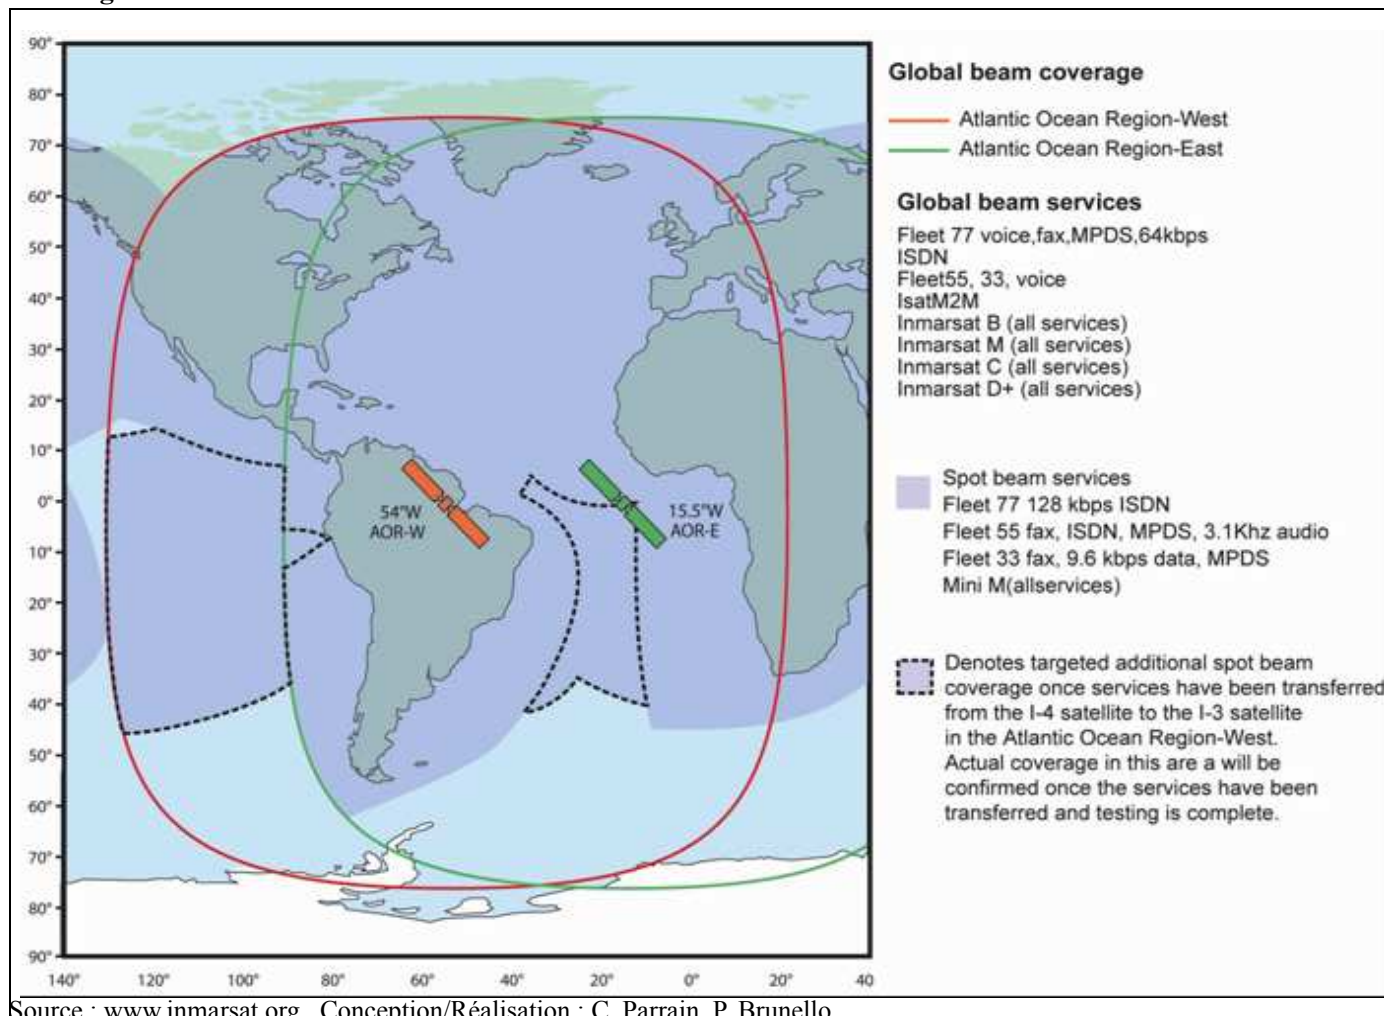 90°
80°
70°
60°
50°
40°
30°
20°
10°
0°
10°
20°
30°
40°
50°
60°
70°
80°
90°
140°
120°
100°
80°
60°
40°
20°
0°
20°
40
54°W
AOR-W
15.5°W
AOR-E
Global beam coverage
Atlantic Ocean Region-West
Atlantic Ocean Region-East
Global beam services
Fleet 77 voice,fax,MPDS,64kbps
ISDN
Fleet55, 33, voice
IsatM2M
Inmarsat B (all services)
Inmarsat M (all services)
Inmarsat C (all services)
Inmarsat D+ (all services)
Spot beam services
Fleet 77 128 kbps ISDN
Fleet 55 fax, ISDN, MPDS, 3.1Khz audio
Fleet 33 fax, 9.6 kbps data, MPDS
Mini M(allservices)
Denotes targeted additional spot beam
coverage once services have been transferred
from the I-4 satellite to the I-3 satellite
in the Atlantic Ocean Region-West.
Actual coverage in this are a will be
confirmed once the services have been
transferred and testing is complete.
Source : www.inmarsat.org Conception/Réalisation : C. Parrain, P. Brunello